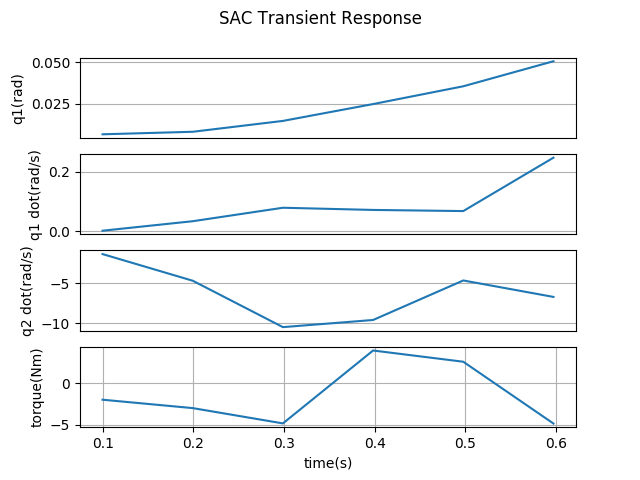 SAC Transient Response
0.050
0.025
q1(rad)
0.2
0.0
q1 dot(rad/s)
−5
−10
q2 dot(rad/s)
0
−5
torque(Nm)
0.1 0.2 0.3 0.4 0.5 0.6
time(s)